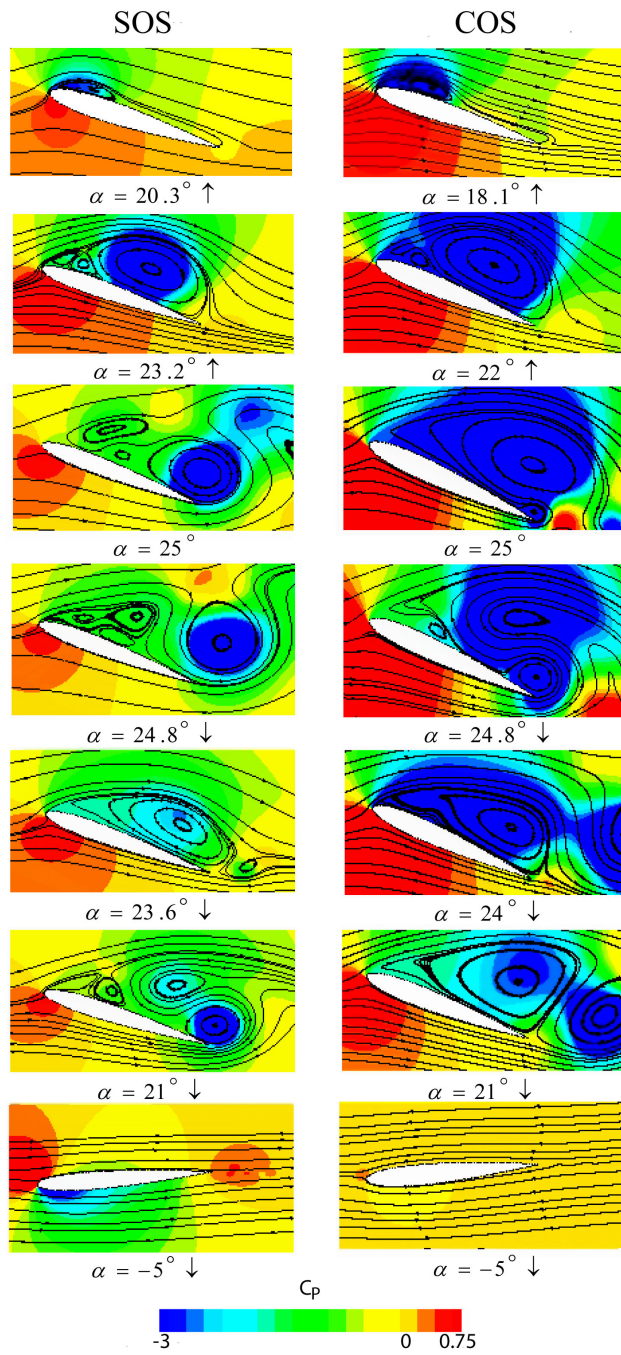 SOS COS
α = 20.3° ↑ α = 18.1° ↑
α = 23.2° ↑ α = 22° ↑
α = 25° α = 25°
α = 24.8° ↓ α = 24.8° ↓
α = 23.6° ↓ α = 24° ↓
α = 21° ↓ α = 21° ↓
α = −5° ↓ α = −5° ↓
CP
-3 0 0.75